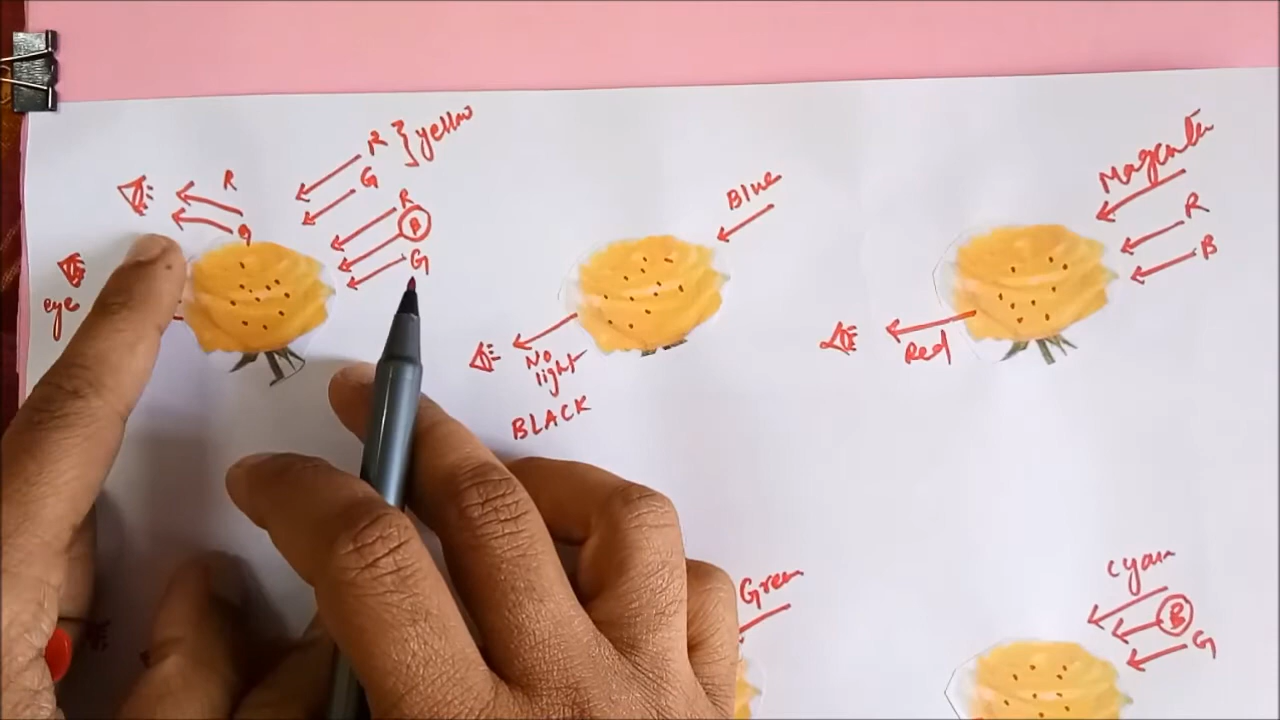 R } yellow
G
R
R
B
G
G
eye
Blue
No
light
BLACK
Magenta
R
B
Red
Green
Cyan
B
G